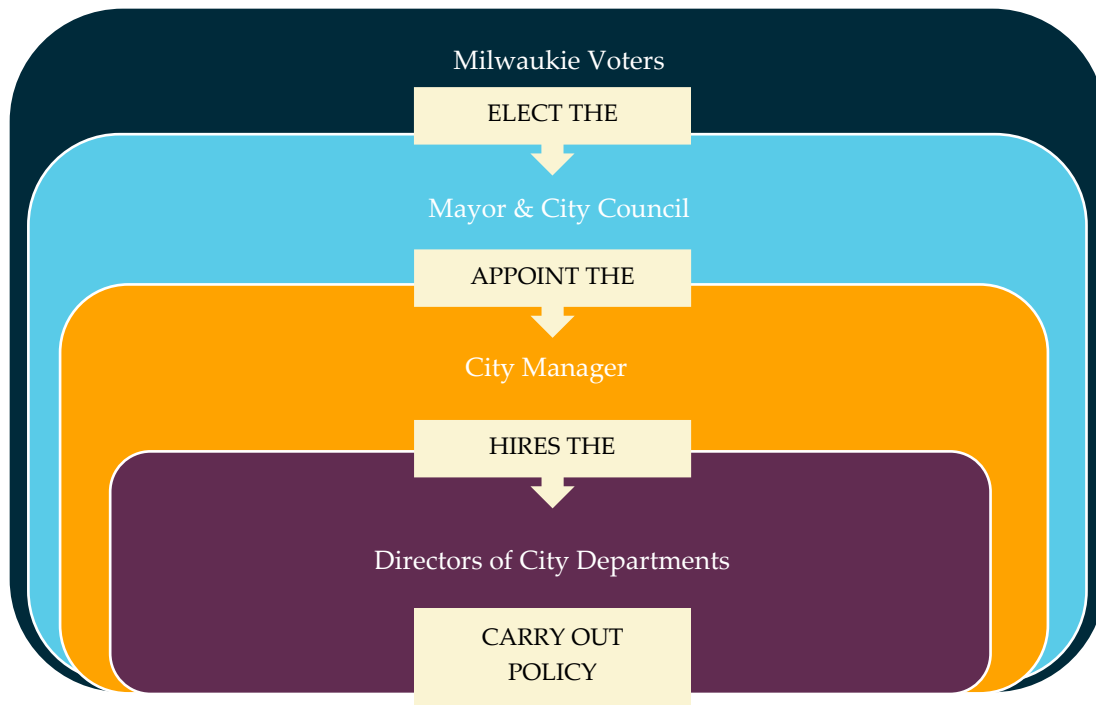 Milwaukie Voters
ELECT THE
Mayor & City Council
APPOINT THE
City Manager
HIRES THE
Directors of City Departments
CARRY OUT
POLICY